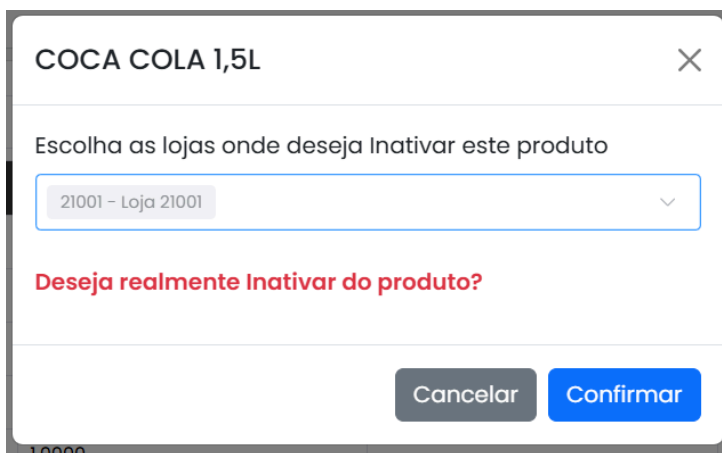 COCA COLA 1,5L
Escolha as lojas onde deseja Inativar este produto
21001 - Loja 21001
Deseja realmente Inativar do produto?
Cancelar
Confirmar